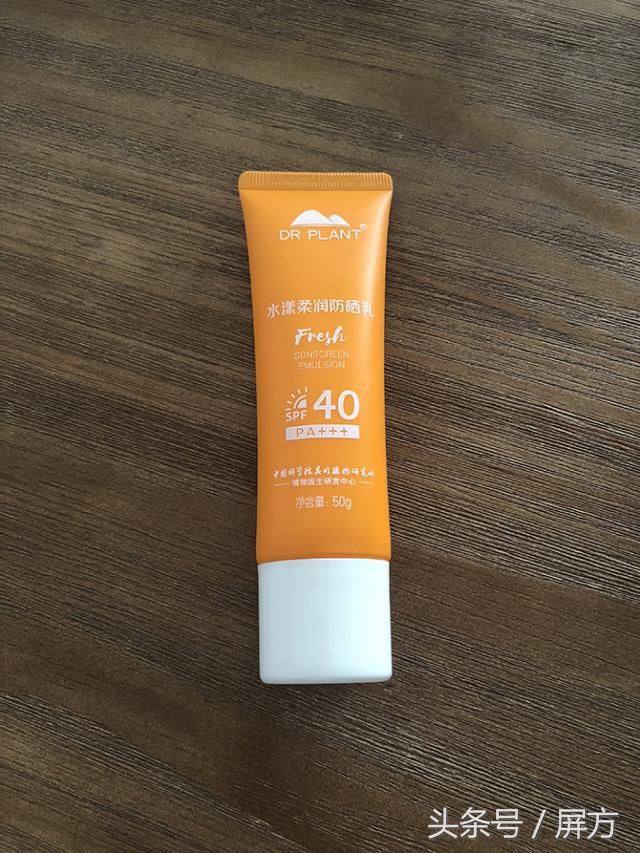 DR PLANT®
水漾柔润防晒乳
Fresh
SUNSCREEN
EMULSION
SPF 40
PA+++
中国科学院昆明植物研究所
植物医生研发中心
净含量: 50g
头条号 / 屏方